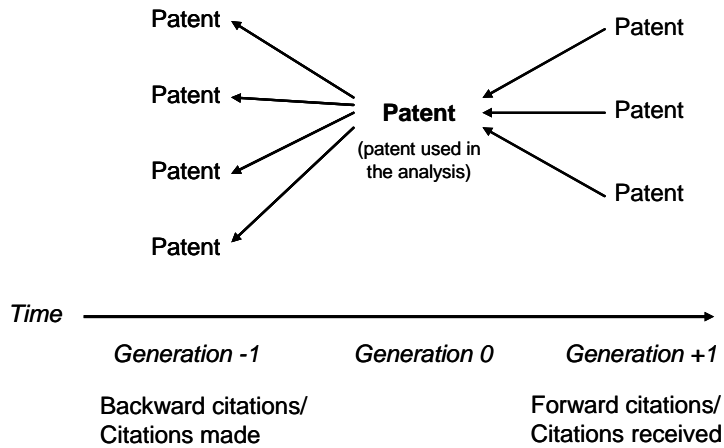 Patent
Patent
Patent
Patent
Patent
(patent used in
the analysis)
Patent
Patent
Patent
Time
Generation -1
Generation 0
Generation +1
Backward citations/
Citations made
Forward citations/
Citations received